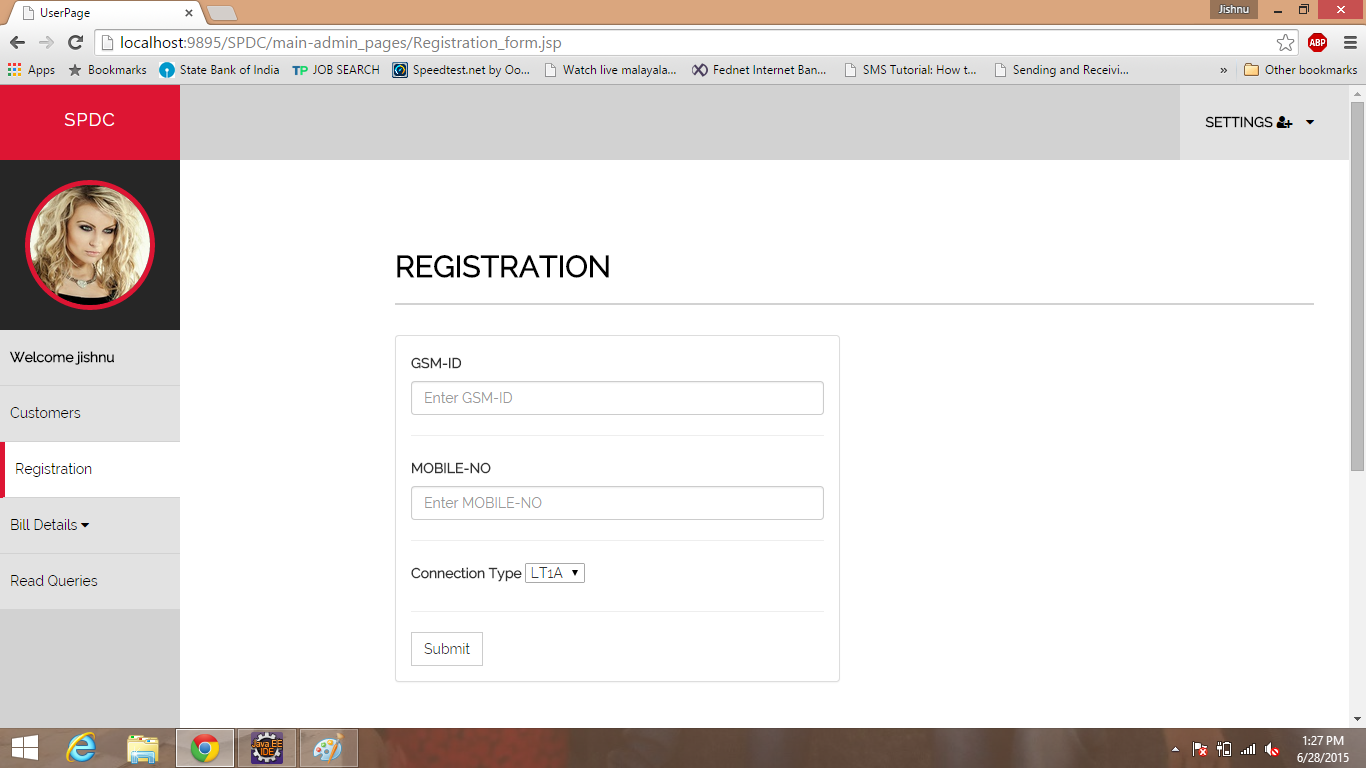 UserPage
Jishnu
localhost:9895/SPDC/main-admin_pages/Registration_form.jsp
ABP
Apps Bookmarks State Bank of India TP JOB SEARCH Speedtest.net by Oo... Watch live malayala... Fednet Internet Ban... SMS Tutorial: How t... Sending and Receivi... » Other bookmarks
SPDC
SETTINGS
REGISTRATION
Welcome jishnu
Customers
Registration
Bill Details
Read Queries
GSM-ID
Enter GSM-ID
MOBILE-NO
Enter MOBILE-NO
Connection Type LT1A
Submit
Java EE
IDE
1:27 PM
6/28/2015